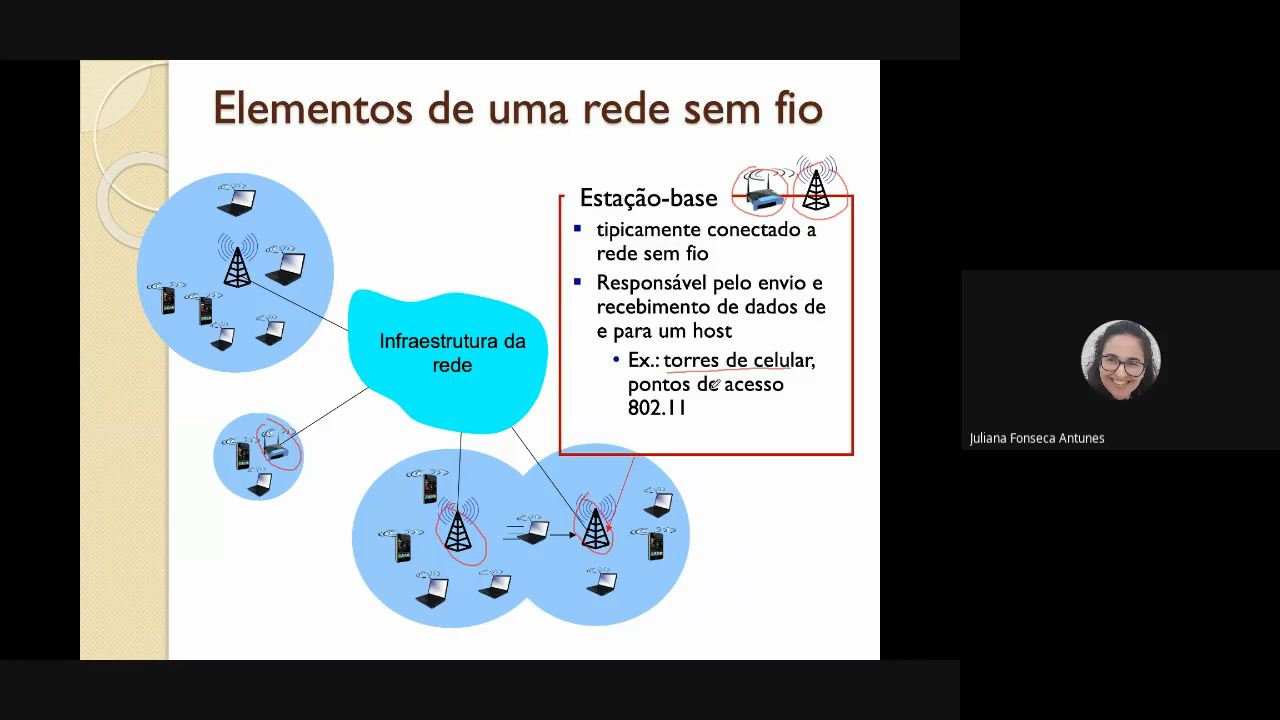 Elementos de uma rede sem fio
Estação-base
tipicamente conectado a
rede sem fio
Responsável pelo envio e
recebimento de dados de
e para um host
Ex.: torres de celular,
pontos de acesso
802.11
Infraestrutura da
rede
Juliana Fonseca Antunes